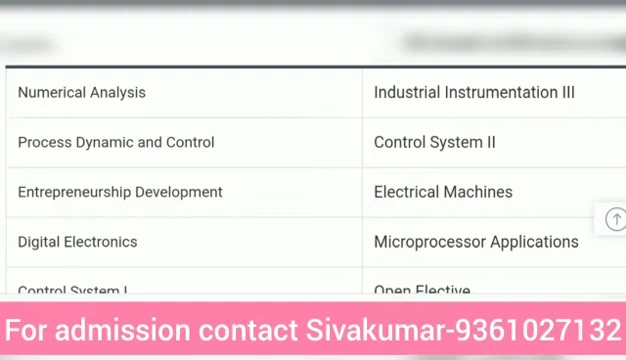 Numerical Analysis Industrial Instrumentation III
Process Dynamic and Control Control System II
Entrepreneurship Development Electrical Machines
Digital Electronics Microprocessor Applications
Control System I Open Elective
For admission contact Sivakumar-9361027132